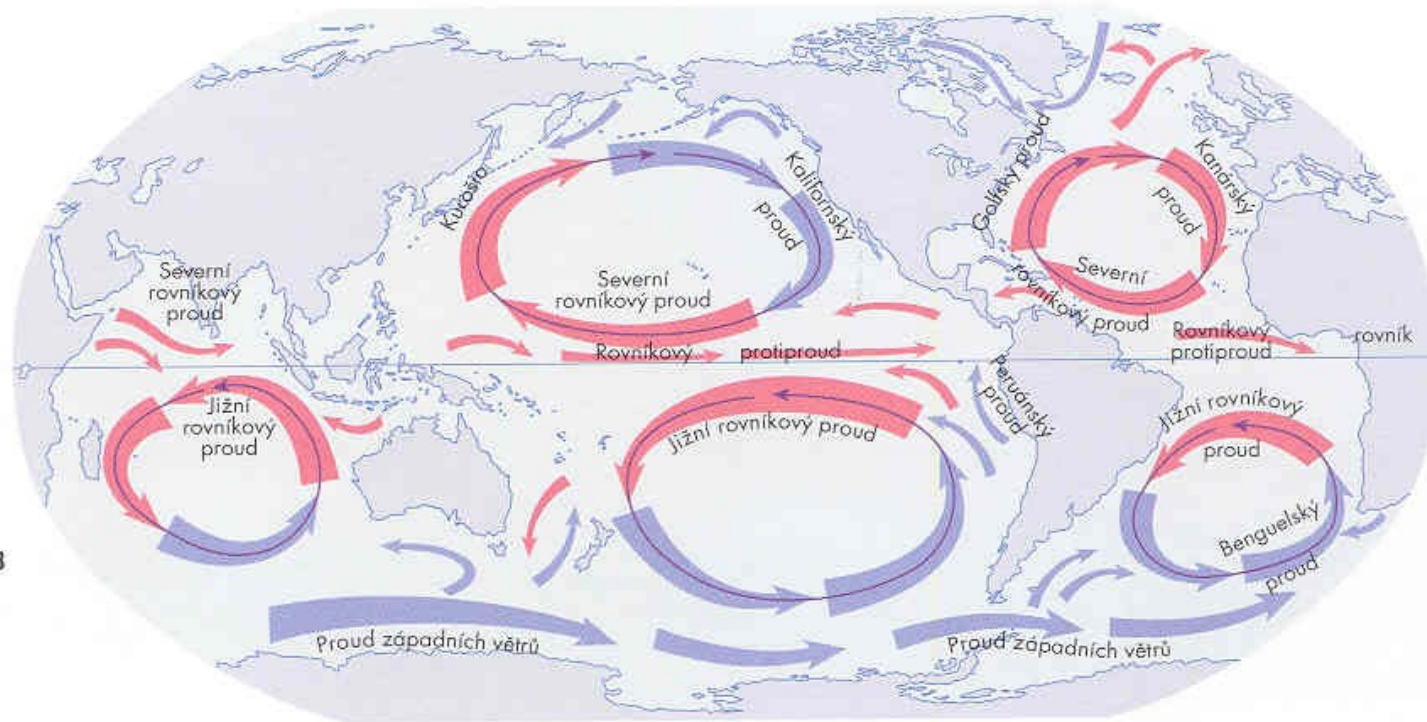 Golfský proud
Kanárský
proud
Kurosio
Kalifornský
proud
Severní
rovníkový
proud
Severní
rovníkový proud
Severní
rovníkový proud
Rovníkový protiproud
Rovníkový
protiproud
rovník
Peruánský
proud
Jižní
rovníkový
proud
Jižní rovníkový proud
Jižní rovníkový
proud
Benguelský
proud
Proud západních větrů
Proud západních větrů